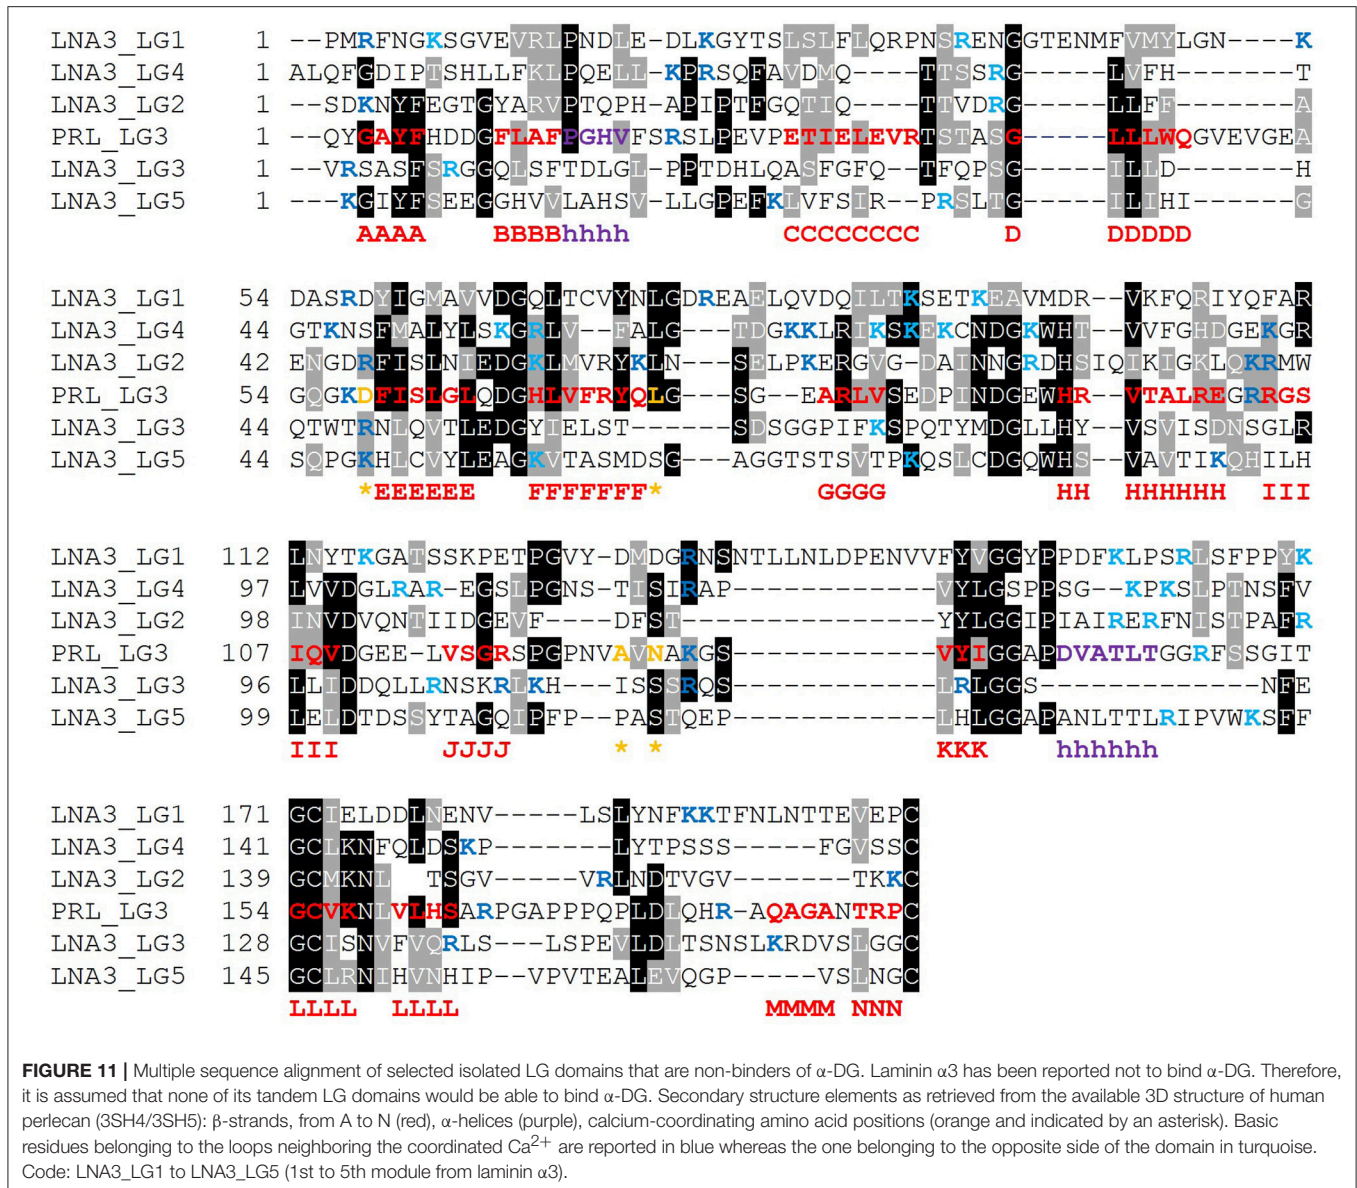 LNA3_LG1 1 --PMRFNGKSGVEVRLPNDLE-DLKGYTSLSLFLQRPNSRENGGTENMFVMYLGN----K
LNA3_LG4 1 ALQFGDIPTSHLLFKLPQELL-KPRSQFAVDMQ----TTSSRG-----LVFH-------T
LNA3_LG2 1 --SDKNYFEGTGYARVPTQPH-APIPTFGQTIQ----TTVDRG-----LLFF-------A
PRL_LG3 1 --QYGAYFHDDGFLAFPGHVFSRSLPEVPETIELEVRTSTASG-----LLLWQGVEVGEA
LNA3_LG3 1 --VRSASFSRGGQLSFTDLGL-PPTDHLQASFGFQ--TFQPSG-----ILLD-------H
LNA3_LG5 1 ---KGIYFSEEGGHVVLAHSV-LLGPEFKLVFSIR--PRSLTG-----ILIHI------G
AAAA BBBBhhhh CCCCCCCC D DDDDD
LNA3_LG1 54 DASRDYIGMAVVDGQLTCVYNLGDREAELQVDQILTKSETKEAVMDR--VKFQRIYQFAR
LNA3_LG4 44 GTKNSFMALYLSKGRLV--FALG---TDGKKLRIKSKEKCNDGKWHT--VVFGHDGEKGR
LNA3_LG2 42 ENGDRFISLNIEDGKLMVRYKLN---SELPKERGVG-DAINNGRDHSIQIKIGKLQKRMW
PRL_LG3 54 GQGKDFISLGLQDGHLVFRYQLG---SG-EARLVSEDPINDGEWHR--VTALREGRRGS
LNA3_LG3 44 QTWTRNLQVTLEDGYIELST------SDSGGPIFKSPQTYMDGLLHY--VSVISDNSGLR
LNA3_LG5 44 SQPGKHLCVYLEAGKVTASMDSG---AGGTSTSVTPKQSLCDGQWHS--VAVTIKQHILH
*EEEEEE FFFFFFF* GGGG HH HHHHHH III
LNA3_LG1 112 LNYTKGATSSKPETPGVY-DMDGRNSNTLLNLDPENVVFYVGGYPPDFKLPSRLSFPPYK
LNA3_LG4 97 LVVDGLRAR-EGSLPGNS-TISIRAP-------------VYLGSPPSG--KPKSLPTNSFV
LNA3_LG2 98 INVDVQNTIIDGEVF---DFST----------------YYLGGIPIAIRERFNISTPAFR
PRL_LG3 107 IQVDGEE-LVSGRSPGPNVAVNAKGS------------VYIGGAPDVATLTGGRFSSGIT
LNA3_LG3 96 LLIDDQLLRNSKRLKH---ISSSRQS------------LRLGGS-------------NFE
LNA3_LG5 99 LELDTDSSYTAGQIPFP--PASTQEP------------LHLGGAPANLTTLRIPVWKSFF
III JJJJ * * KKK hhhhhh
LNA3_LG1 171 GCIELDDLNENV-----LSLYNFKKTFNLNTTEVEPC
LNA3_LG4 141 GCLKNFQLDSKP-------LYTPSSS-----FGVSSC
LNA3_LG2 139 GCMKNL TSGV-----VRLNDTVGV-------TKKC
PRL_LG3 154 GCVKNLVLHSARPGAPPPQPLDLQHR-AQAGANTRPC
LNA3_LG3 128 GCISNVFVQRLS---LSPEVLDLTSNSLKRDVSLGGC
LNA3_LG5 145 GCLRNIHVNHIP--VPVTEALEVQGP-----VSLNGC
LLLL LLLL MMMM NNN
FIGURE 11 | Multiple sequence alignment of selected isolated LG domains that are non-binders of α-DG. Laminin α3 has been reported not to bind α-DG. Therefore,
it is assumed that none of its tandem LG domains would be able to bind α-DG. Secondary structure elements as retrieved from the available 3D structure of human
perlecan (3SH4/3SH5): β-strands, from A to N (red), α-helices (purple), calcium-coordinating amino acid positions (orange and indicated by an asterisk). Basic
residues belonging to the loops neighboring the coordinated Ca²⁺ are reported in blue whereas the one belonging to the opposite side of the domain in turquoise.
Code: LNA3_LG1 to LNA3_LG5 (1st to 5th module from laminin α3).